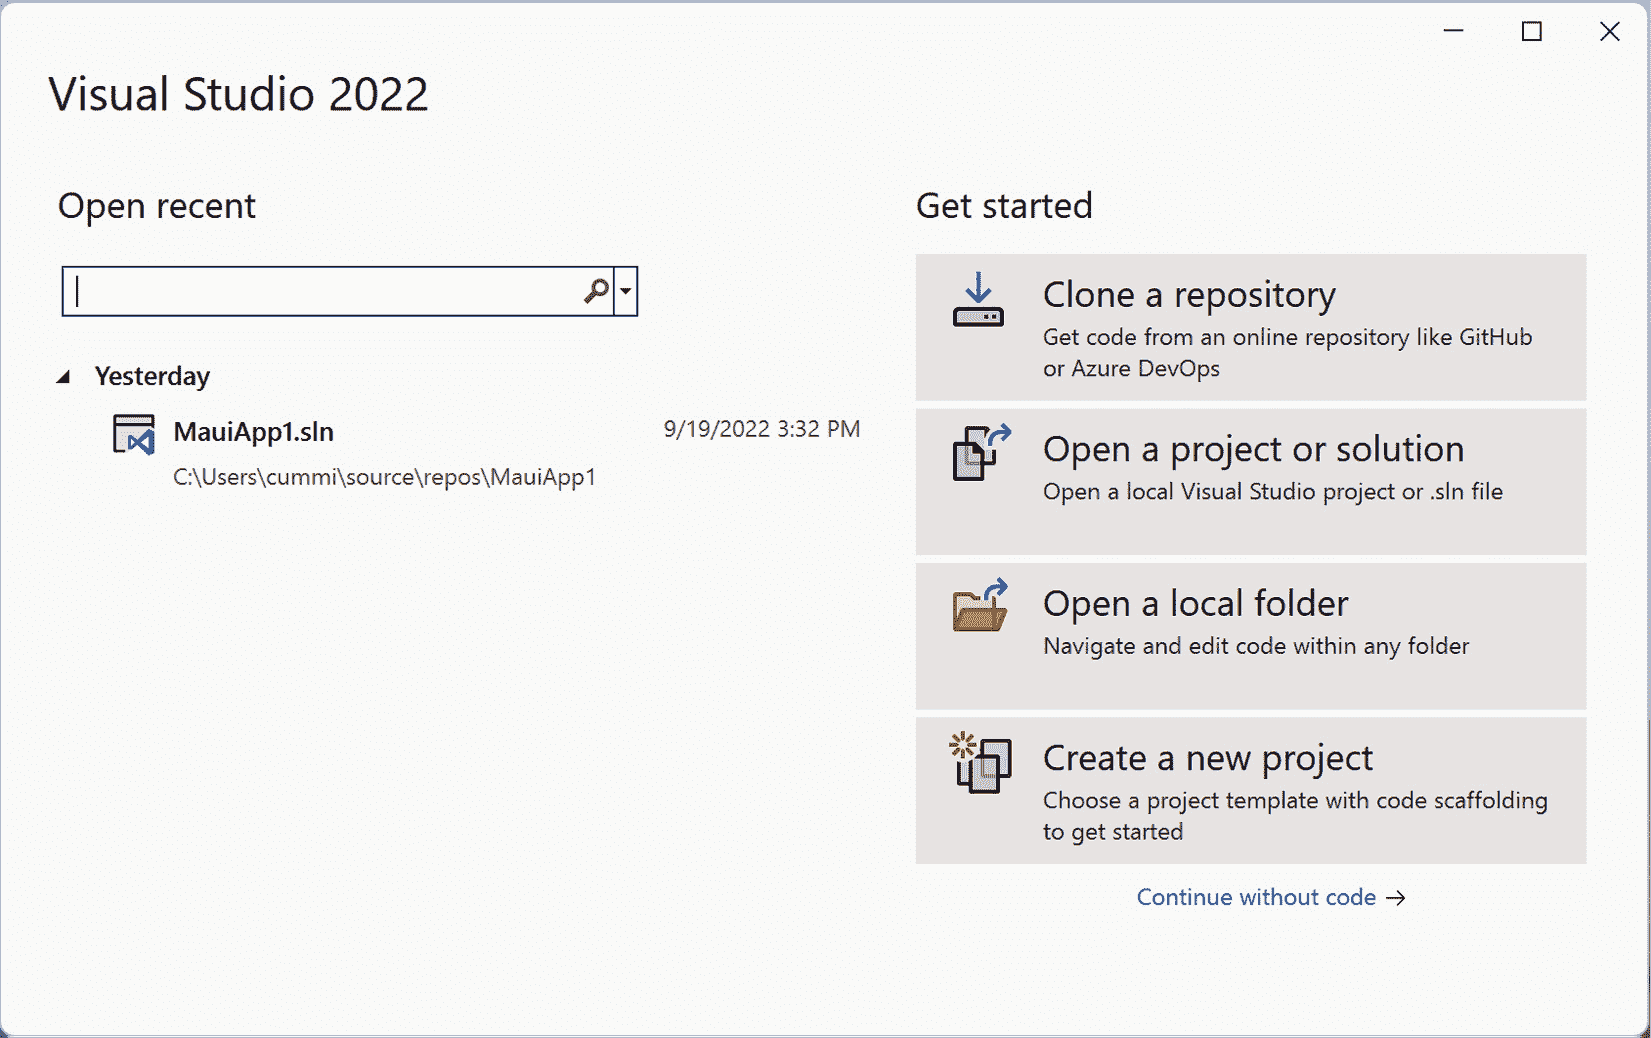 Visual Studio 2022
Open recent
Yesterday
MauiApp1.sln
9/19/2022 3:32 PM
C:\Users\cummi\source\repos\MauiApp1
Get started
Clone a repository
Get code from an online repository like GitHub
or Azure DevOps
Open a project or solution
Open a local Visual Studio project or .sln file
Open a local folder
Navigate and edit code within any folder
Create a new project
Choose a project template with code scaffolding
to get started
Continue without code →